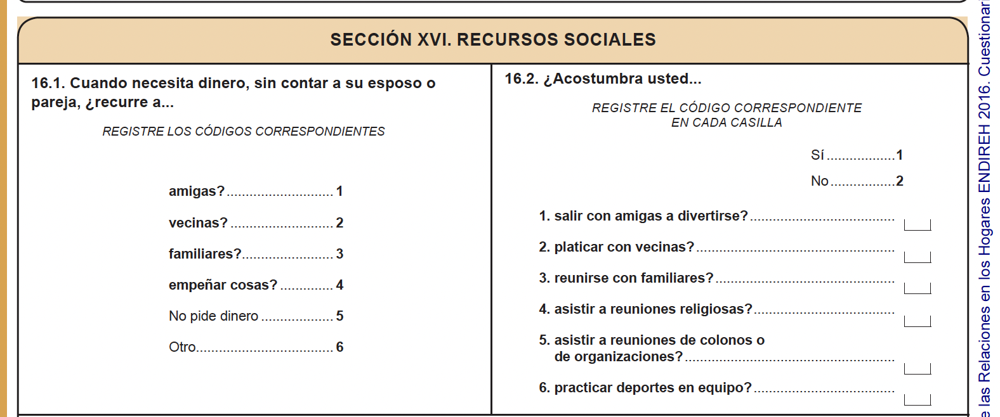 SECCIÓN XVI. RECURSOS SOCIALES
16.1. Cuando necesita dinero, sin contar a su esposo o
pareja, ¿recurre a...
REGISTRE LOS CÓDIGOS CORRESPONDIENTES
amigas?............................ 1
vecinas? ........................... 2
familiares?........................ 3
empeñar cosas? .............. 4
No pide dinero ................... 5
Otro.................................... 6
16.2. ¿Acostumbra usted...
REGISTRE EL CÓDIGO CORRESPONDIENTE
EN CADA CASILLA
Sí ..................1
No .................2
1. salir con amigas a divertirse? ......................................
2. platicar con vecinas? ....................................................
3. reunirse con familiares? ...............................................
4. asistir a reuniones religiosas? .....................................
5. asistir a reuniones de colonos o
de organizaciones? .......................................................
6. practicar deportes en equipo? .....................................
las Relaciones en los Hogares ENDIREH 2016.